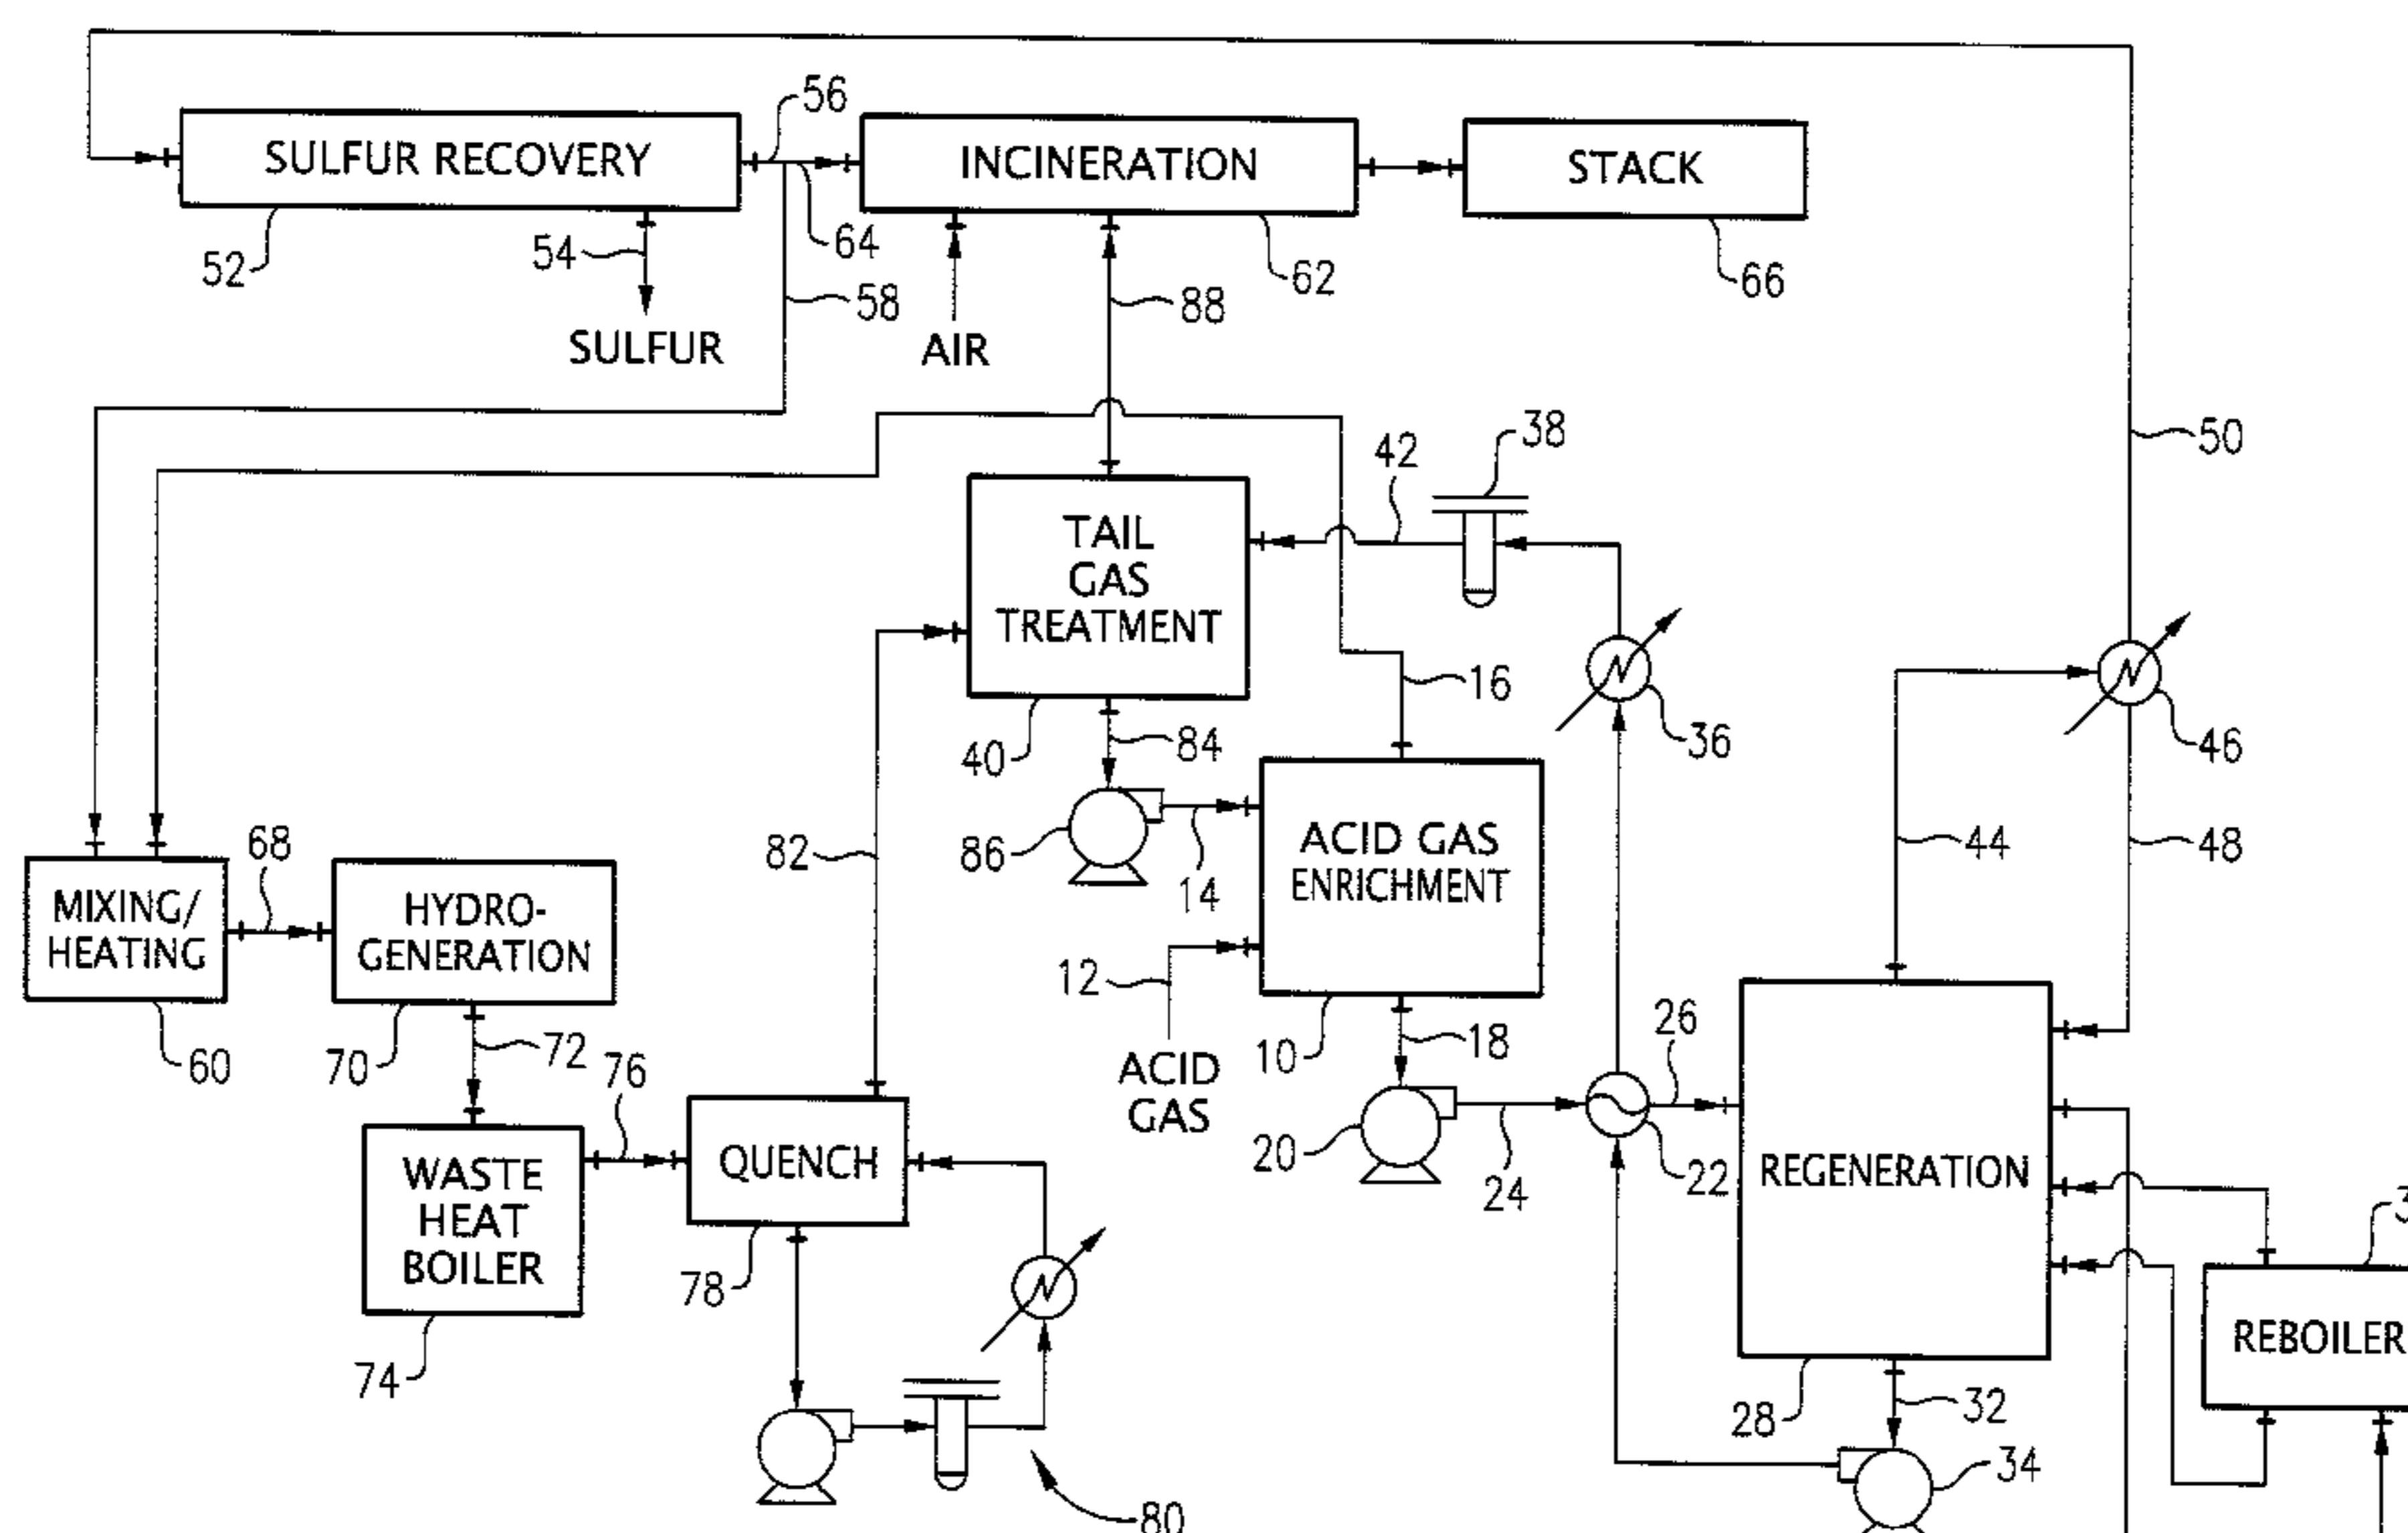 56
SULFUR RECOVERY
INCINERATION
STACK
52
54
64
62
66
58
88
SULFUR
AIR
38
42
50
TAIL
GAS
TREATMENT
16
40
84
36
46
82
86
14
ACID GAS
ENRICHMENT
44
48
68
MIXING/
HEATING
HYDRO-
GENERATION
12
26
60
70
72
76
ACID
GAS
10
18
20
24
22
QUENCH
WASTE
HEAT
BOILER
REGENERATION
78
74
REBOILER
28
32
34
80